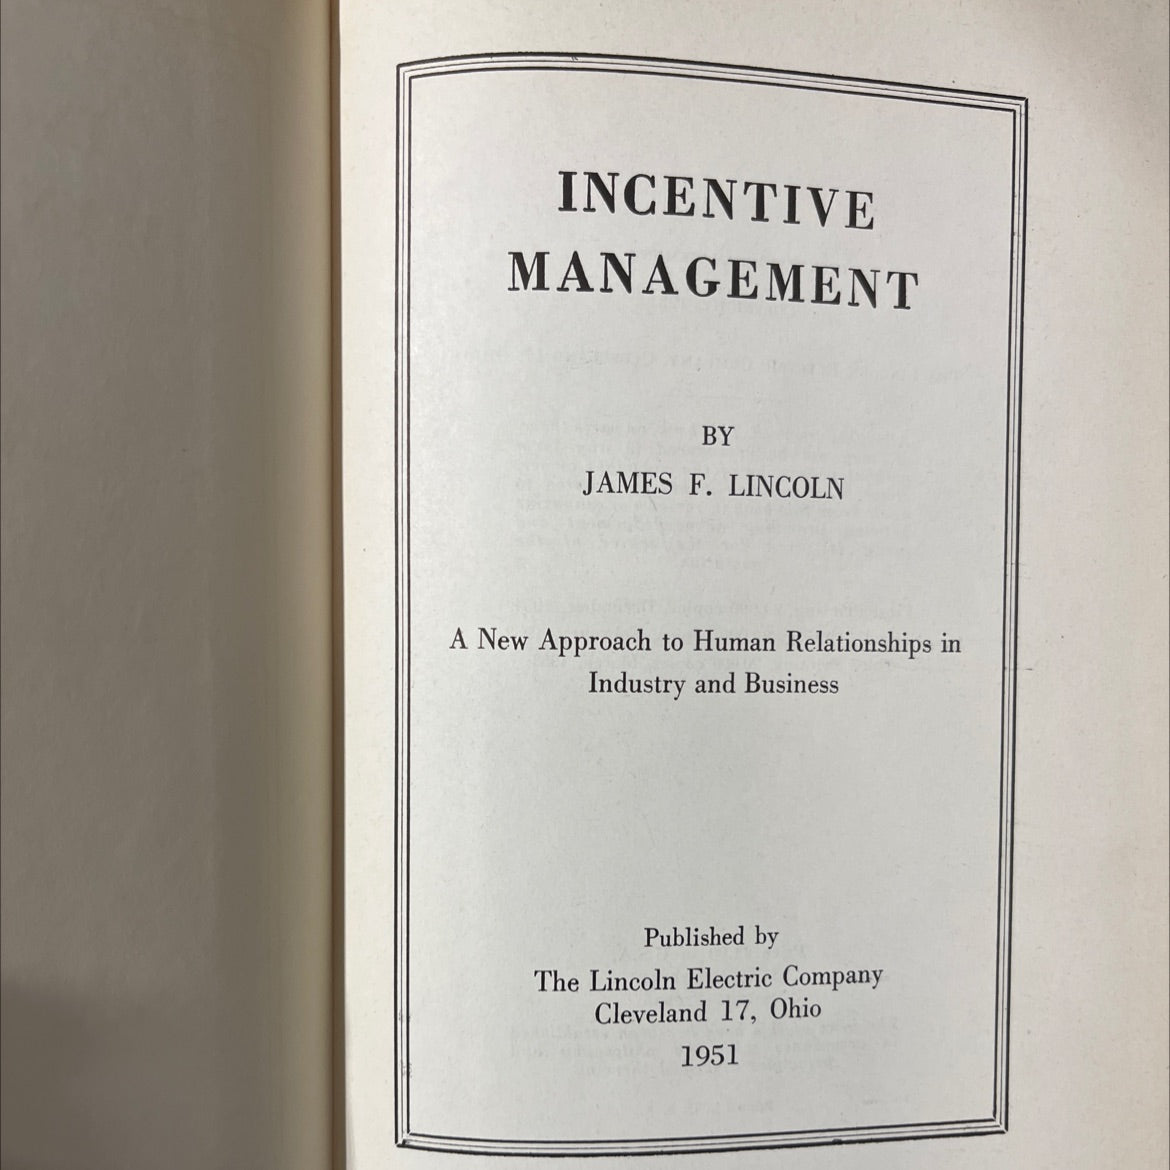 INCENTIVE
MANAGEMENT
BY
JAMES F. LINCOLN
A New Approach to Human Relationships in
Industry and Business
Published by
The Lincoln Electric Company
Cleveland 17, Ohio
1951